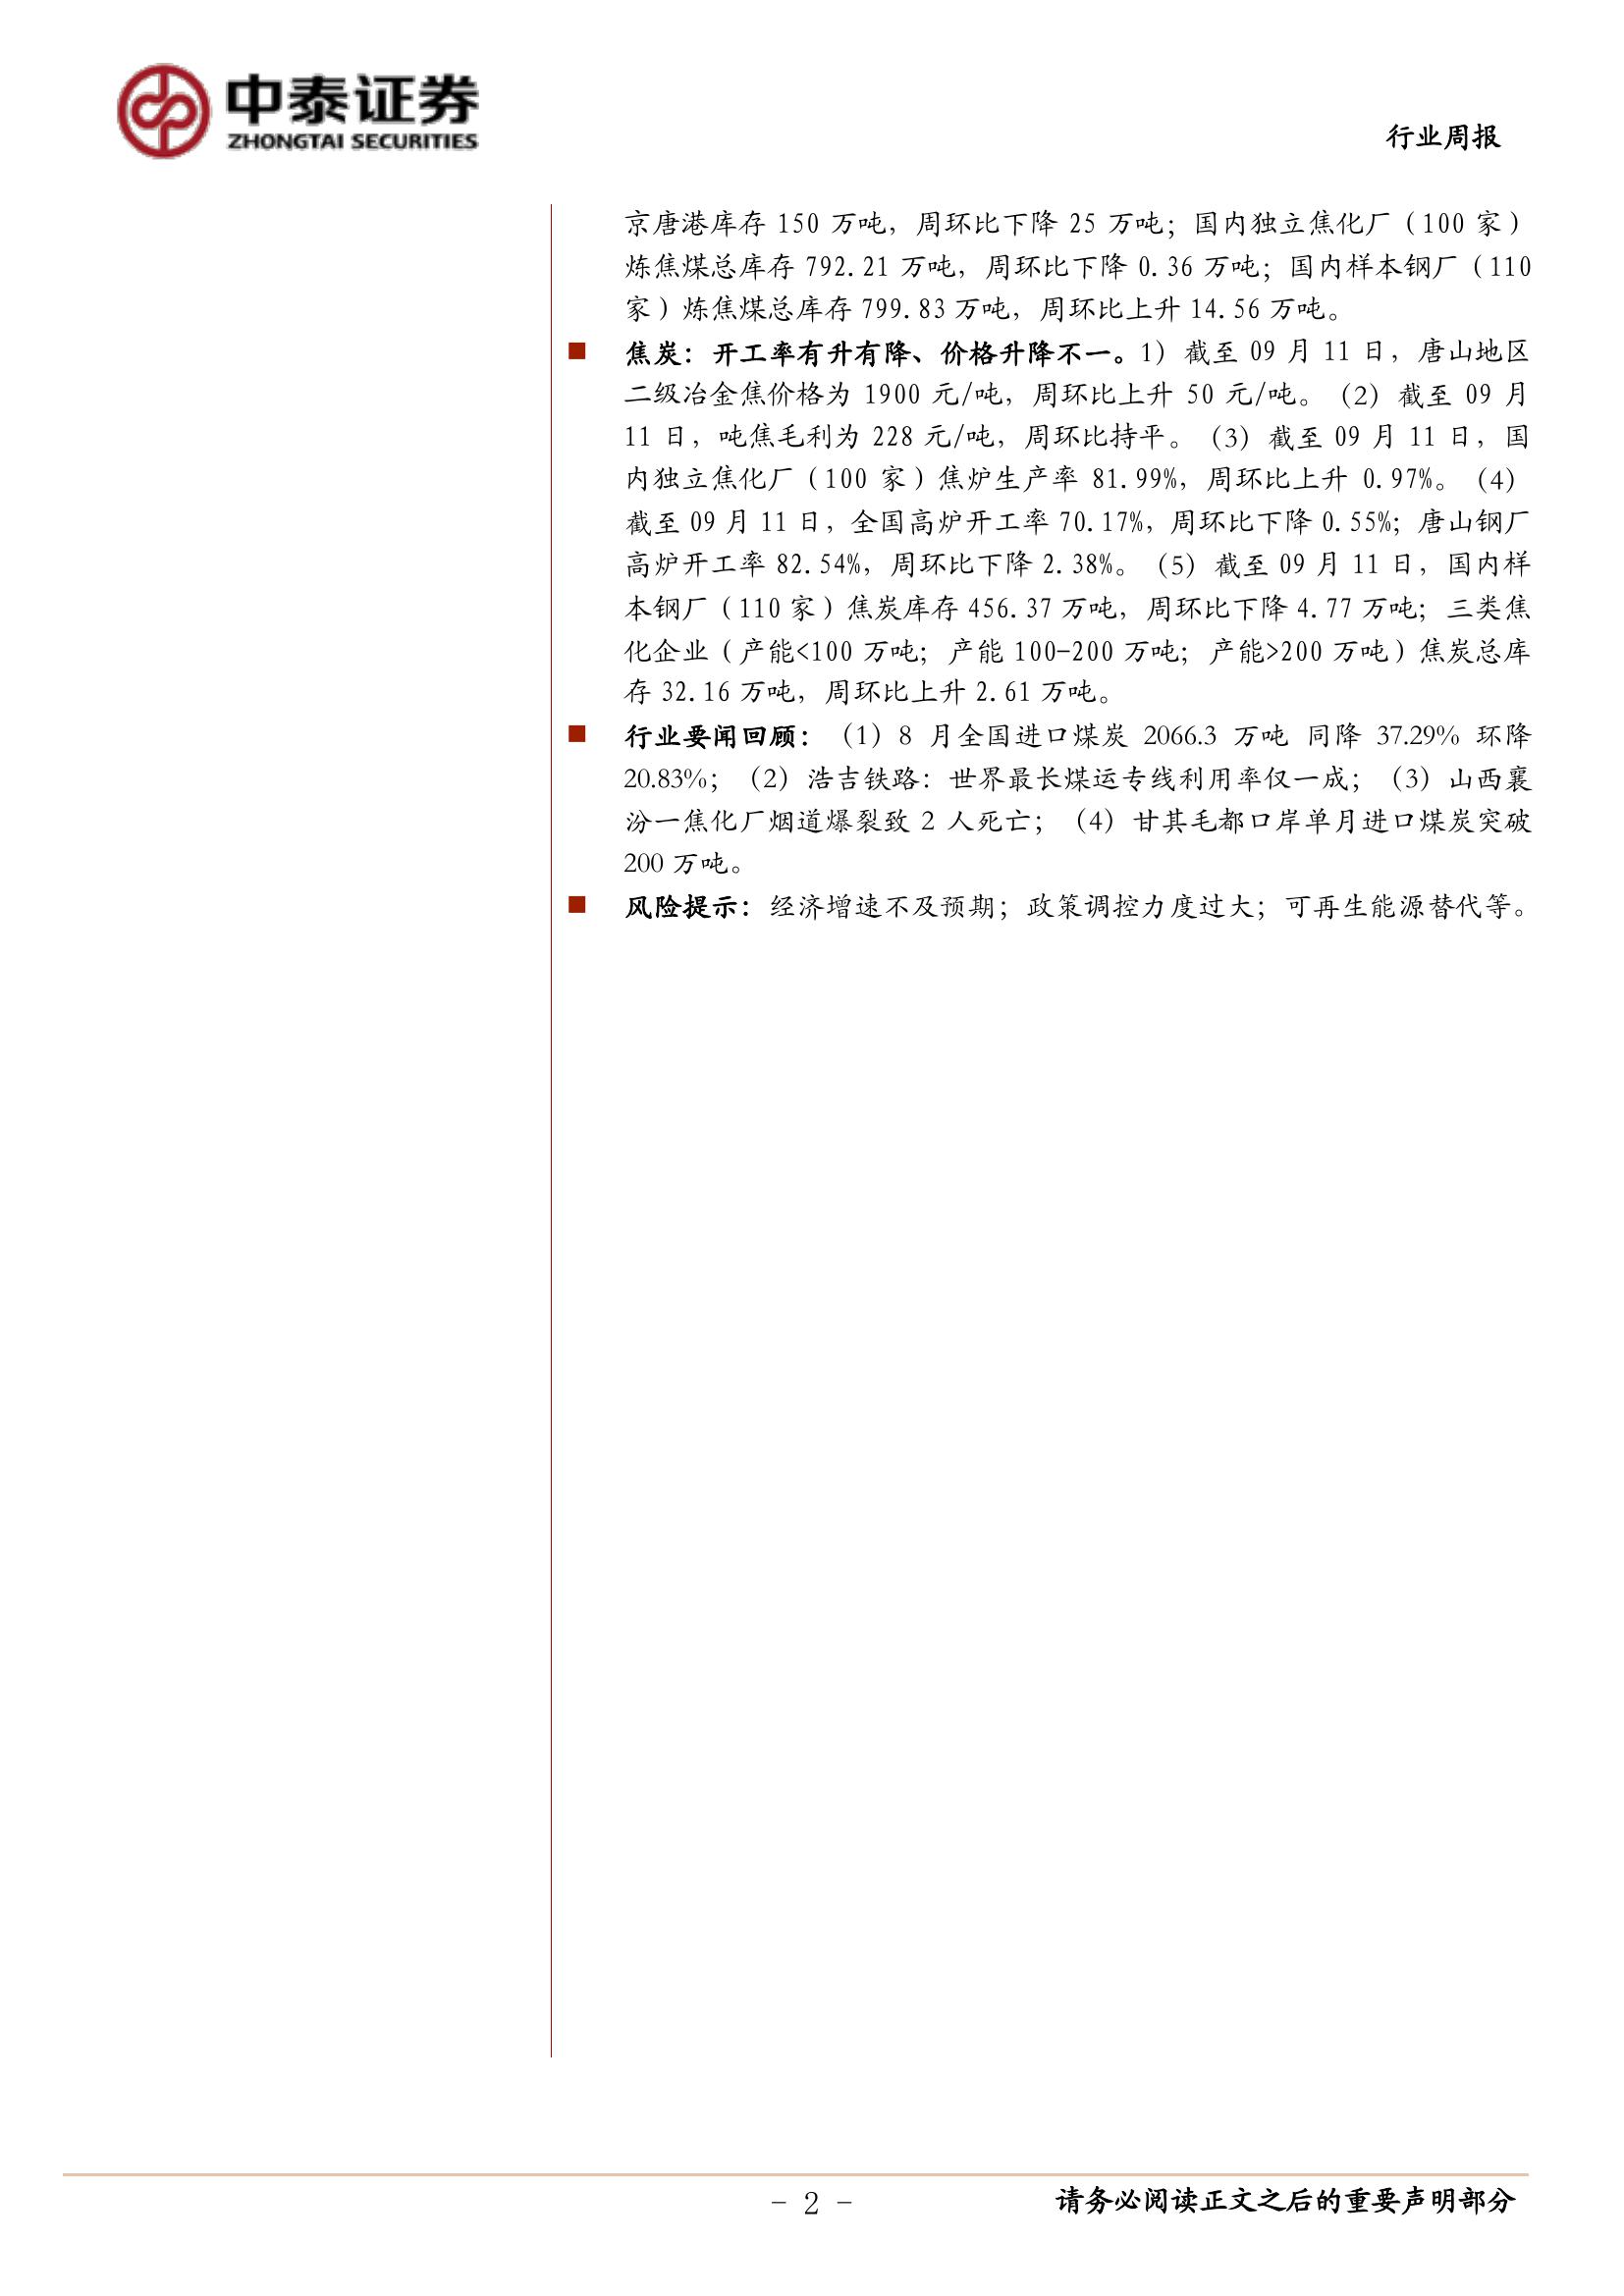 中泰证券
ZHONGTAI SECURITIES
行业周报
京唐港库存 150 万吨，周环比下降 25 万吨；国内独立焦化厂（100 家）
炼焦煤总库存 792.21 万吨，周环比下降 0.36 万吨；国内样本钢厂（110
家）炼焦煤总库存 799.83 万吨，周环比上升 14.56 万吨。
■ 焦炭：开工率有升有降、价格升降不一。1）截至 09 月 11 日，唐山地区
二级冶金焦价格为 1900 元/吨，周环比上升 50 元/吨。（2）截至 09 月
11 日，吨焦毛利为 228 元/吨，周环比持平。（3）截至 09 月 11 日，国
内独立焦化厂（100 家）焦炉生产率 81.99%，周环比上升 0.97%。（4）
截至 09 月 11 日，全国高炉开工率 70.17%，周环比下降 0.55%；唐山钢厂
高炉开工率 82.54%，周环比下降 2.38%。（5）截至 09 月 11 日，国内样
本钢厂（110 家）焦炭库存 456.37 万吨，周环比下降 4.77 万吨；三类焦
化企业（产能<100 万吨；产能 100-200 万吨；产能>200 万吨）焦炭总库
存 32.16 万吨，周环比上升 2.61 万吨。
■ 行业要闻回顾：（1）8 月全国进口煤炭 2066.3 万吨 同降 37.29% 环降
20.83%；（2）浩吉铁路：世界最长煤运专线利用率仅一成；（3）山西襄
汾一焦化厂烟道爆裂致 2 人死亡；（4）甘其毛都口岸单月进口煤炭突破
200 万吨。
■ 风险提示：经济增速不及预期；政策调控力度过大；可再生能源替代等。
- 2 -
请务必阅读正文之后的重要声明部分